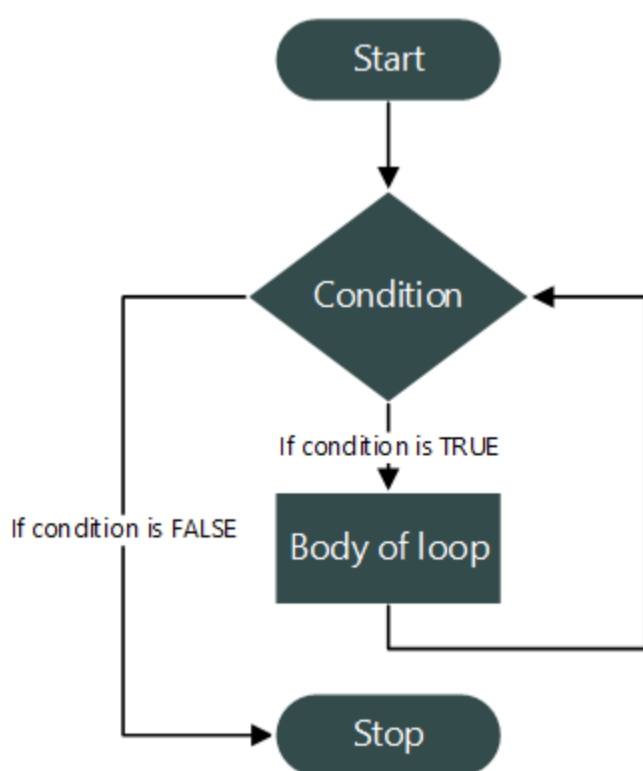 Start
Condition
If condition is TRUE
If condition is FALSE
Body of loop
Stop